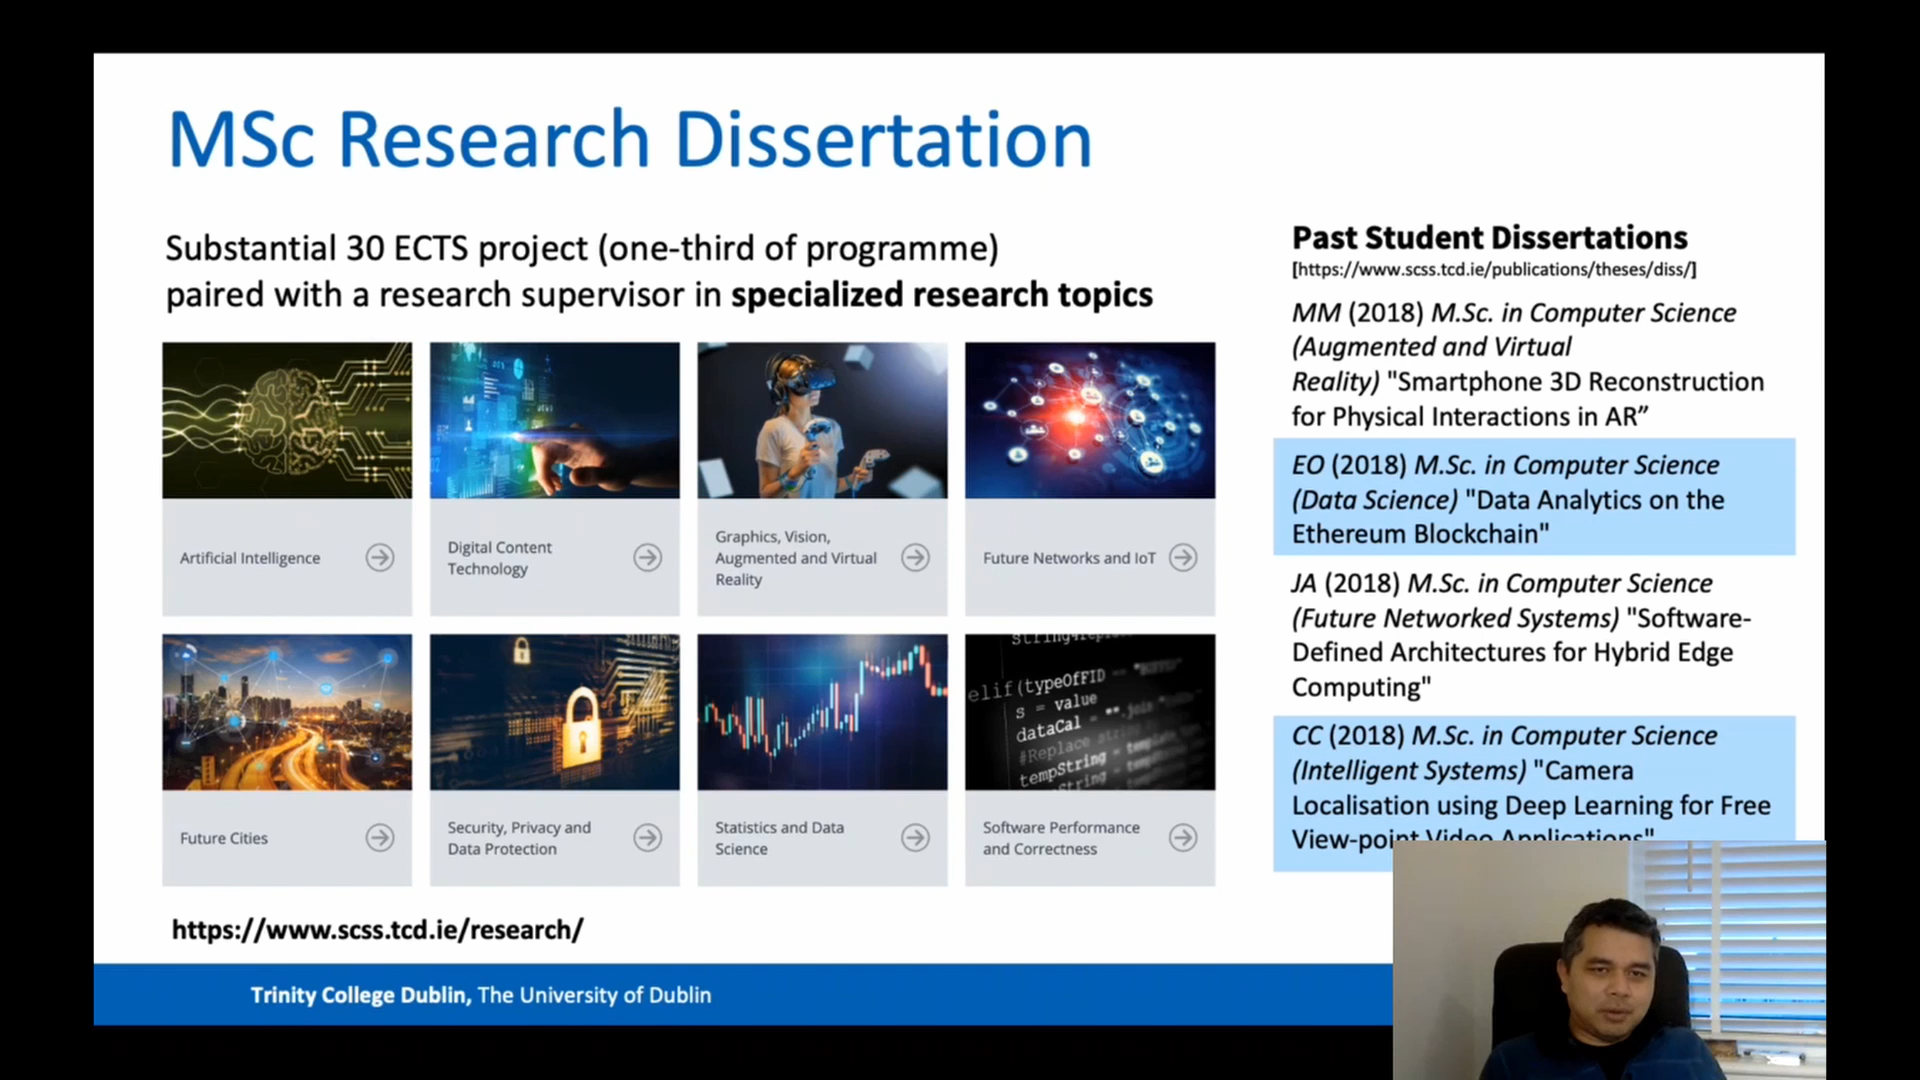 MSc Research Dissertation
Substantial 30 ECTS project (one-third of programme)
paired with a research supervisor in specialized research topics
Artificial Intelligence
Digital Content
Technology
Graphics, Vision,
Augmented and Virtual
Reality
Future Networks and IoT
elif(typeOfFID ==
s = value
dataCal =
#Replace
tempString =
Future Cities
Security, Privacy and
Data Protection
Statistics and Data
Science
Software Performance
and Correctness
https://www.scss.tcd.ie/research/
Past Student Dissertations
[https://www.scss.tcd.ie/publications/theses/diss/]
MM (2018) M.Sc. in Computer Science
(Augmented and Virtual
Reality) "Smartphone 3D Reconstruction
for Physical Interactions in AR”
EO (2018) M.Sc. in Computer Science
(Data Science) "Data Analytics on the
Ethereum Blockchain"
JA (2018) M.Sc. in Computer Science
(Future Networked Systems) "Software-
Defined Architectures for Hybrid Edge
Computing"
CC (2018) M.Sc. in Computer Science
(Intelligent Systems) "Camera
Localisation using Deep Learning for Free
View-point Video Applications"
Trinity College Dublin, The University of Dublin